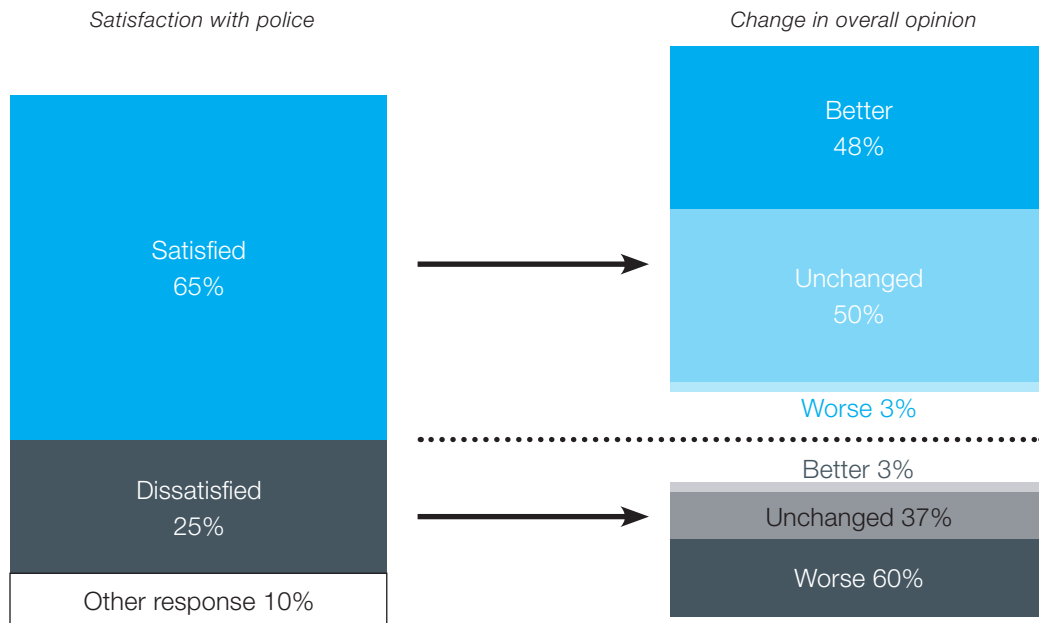 Satisfaction with police
Change in overall opinion
Satisfied
65%
Dissatisfied
25%
Other response 10%
Better
48%
Unchanged
50%
Worse 3%
Better 3%
Unchanged 37%
Worse 60%